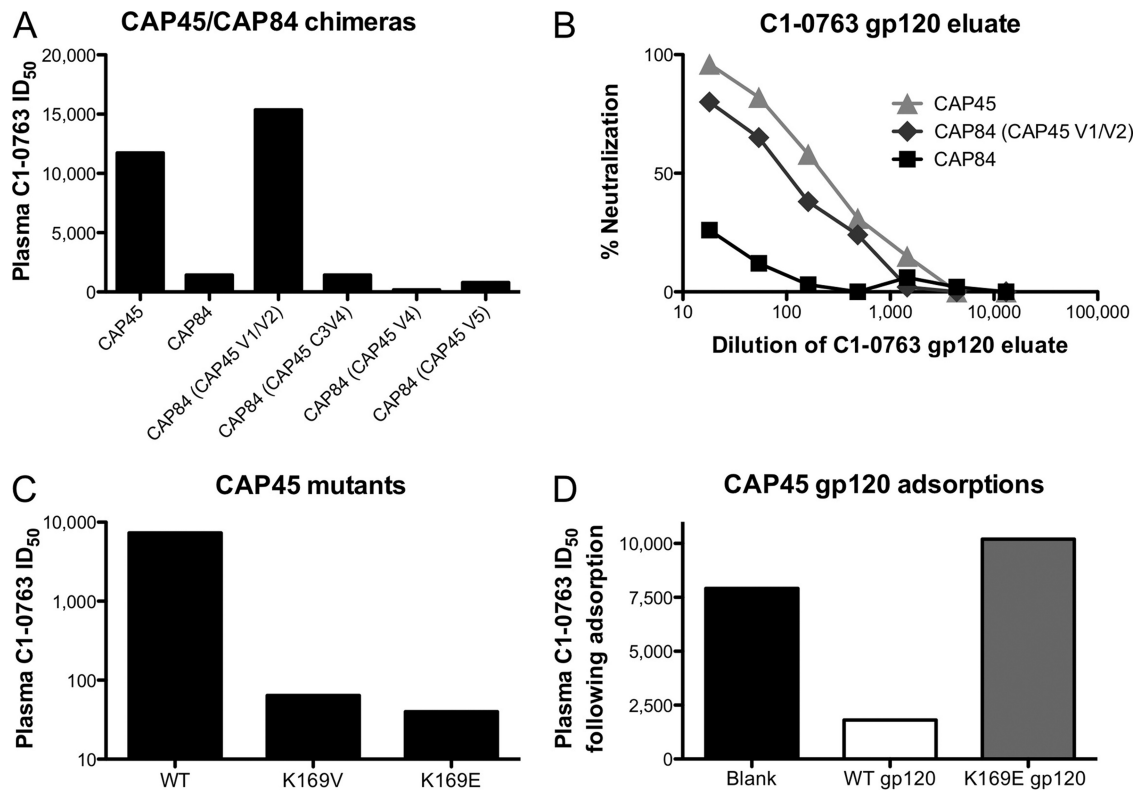 A
CAP45/CAP84 chimeras
Plasma C1-0763 ID50
20,000
15,000
10,000
5,000
0
CAP45
CAP84
CAP84 (CAP45 V1/V2)
CAP84 (CAP45 C3V4)
CAP84 (CAP45 V4)
CAP84 (CAP45 V5)
B
C1-0763 gp120 eluate
% Neutralization
100
50
0
CAP45
CAP84 (CAP45 V1/V2)
CAP84
10
100
1,000
10,000
100,000
Dilution of C1-0763 gp120 eluate
C
CAP45 mutants
Plasma C1-0763 ID50
10,000
1,000
100
10
WT
K169V
K169E
D
CAP45 gp120 adsorptions
Plasma C1-0763 ID50
following adsorption
10,000
7,500
5,000
2,500
0
Blank
WT gp120
K169E gp120